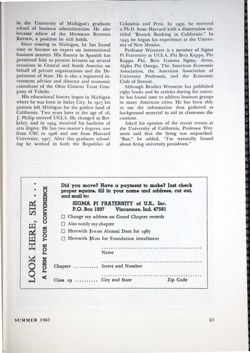 in the University of Michigan's graduate
school of business administration. He also
became editor of the MICHIGAN BUSINESS
REVIEW, a position he still holds.
Since coming to Michigan, he has found
time to become an expert on international
business matters. His fluency in Spanish has
permitted him to present lectures on several
occasions in Central and South America on
behalf of private organizations and the De-
partment of State. He is also a registered in-
vestment advisor and director and economic
consultant of the Ohio Citizens Trust Com-
pany of Toledo.
His educational history began in Michigan
where he was born in Imlay City. In 1917 his
parents left Michigan for the golden land of
California. Two years later at the age of 16,
J. Philip entered UCLA. He changed to Ber-
keley, and in 1923, received his bachelor of
arts degree. He has two master's degrees, one
from USC in 1926 and one from Harvard
University, 1927. After this graduate school-
ing he worked in both the Republics of
Columbia and Peru. In 1930, he received
a Ph.D. from Harvard with a dissertation en-
titled "Branch Banking in California." In
1935 he began his experience at the Universi-
ty of New Mexico.
Professor Wernette is a member of Sigma
Pi Fraternity at UCLA, Phi Beta Kappa, Phi
Kappa Phi, Beta Gamma Sigma, Artus,
Alpha Phi Omega, The American Economic
Association, the American Association of
University Professors, and the Economic
Club of Detroit.
Although Brother Wernette has published
eight books and 60 articles during his career,
he has found time to address business groups
in many American cities. He has been able
to use the information thus gathered as
background material to aid in classroom dis-
cussions.
Asked his opinion of the recent events at
the University of California, Professor Wer-
nette said that the firing was unjustified.
"But," he added, "I'm naturally biased
about firing university presidents."
LOOK HERE, SIR . . .
A FORM FOR YOUR CONVENIENCE
Did you move? Have a payment to make? Just check
proper square, fill in your name and address, cut out,
and mail to:
SIGMA PI FRATERNITY of U.S., Inc.
P.O. Box 1897 Vincennes, Ind. 47591
Change my address on Grand Chapter records
Also notify my chapter
Herewith $10.00 Alumni Dues for 1967
Herewith $6.00 for Foundation installment
Name
Chapter Street and Number
Class 19 City and State Zip Code
SUMMER 1967 65